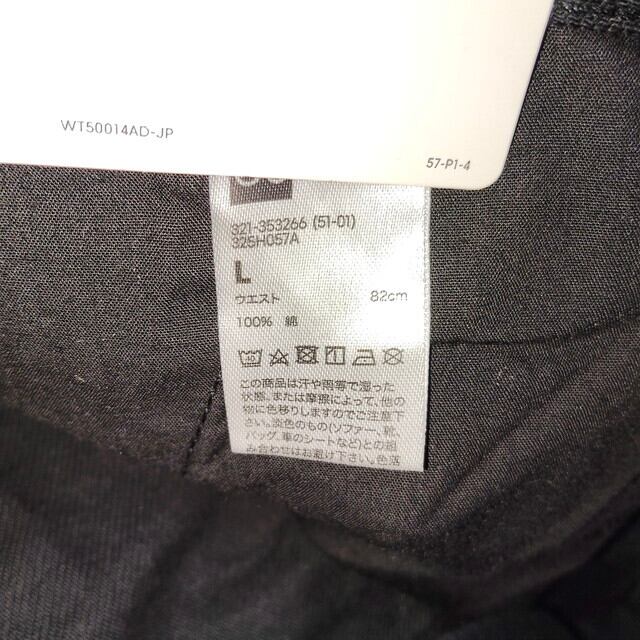 WT50014AD-JP
57-P1-4
321-353266 (51-01)
325H057A
L
ウエスト 82cm
100% 綿
40
この商品は汗や雨等で湿った
状態、または摩擦によって、他の
物に色移りしますのでご注意下
さい。淡色のもの(ソファー、靴、
バッグ、車のシートなど)との組
み合わせはお避け下さい。色落